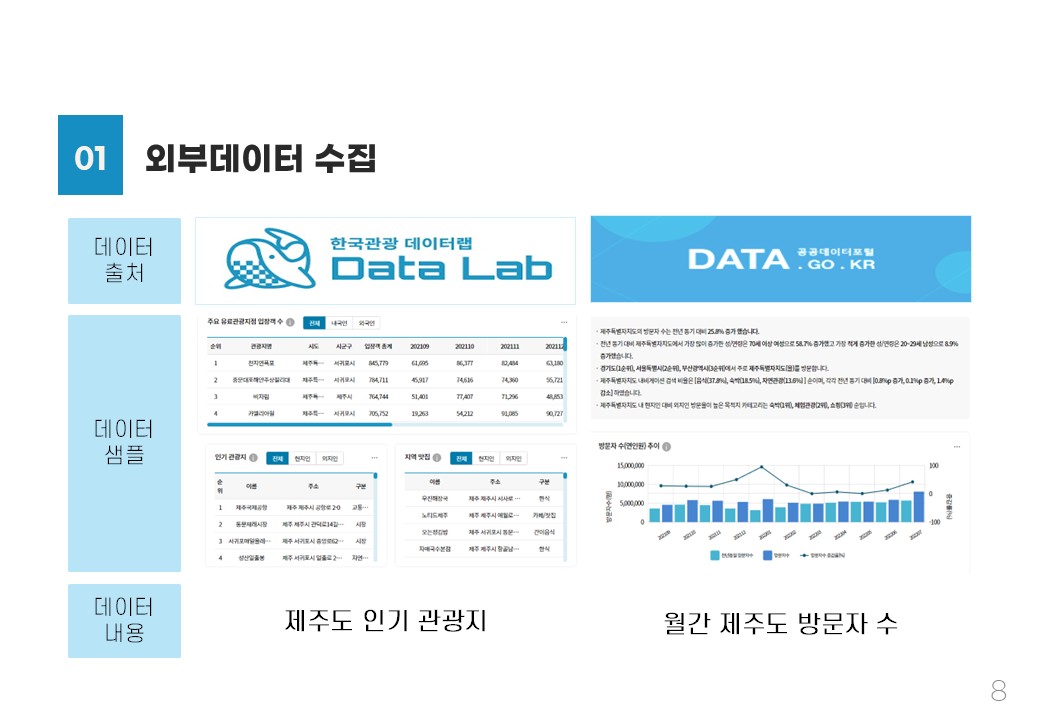 01 외부데이터 수집
데이터
출처
한국관광 데이터랩
Data Lab
DATA 공공데이터포털
. GO . KR
데이터
샘플
주요 유료관광지점 입장객 수
전체 내국인 외국인
순위 관광지명 시도 시군구 입장객 총계 202109 202110 202111 202112
1 천지연폭포 제주특… 서귀포시 845,779 61,695 86,377 82,484 63,180
2 중문대포해안주상절리대 제주특… 서귀포시 784,711 45,917 74,616 74,360 55,721
3 비자림 제주특… 제주시 764,744 51,401 77,407 71,296 48,853
4 카멜리아힐 제주특… 서귀포시 705,752 19,263 54,212 91,085 90,727
인기 관광지
전체 현지인 외지인
순위 이름 주소 구분
1 제주국제공항 제주 제주시 공항로 2-0 교통…
2 동문재래시장 제주 제주시 관덕로14길… 시장
3 서귀포매일올레… 제주 서귀포시 중앙로62… 시장
4 성산일출봉 제주 서귀포시 일출로 2… 자연…
지역 맛집
전체 현지인 외지인
이름 주소 구분
우진해장국 제주 제주시 서사로 … 한식
노티드제주 제주 제주시 애월로… 카페/찻집
오는정김밥 제주 서귀포시 동문… 간이음식
자매국수본점 제주 제주시 항골남… 한식
· 제주특별자치도의 방문자 수는 전년 동기 대비 25.8% 증가 했습니다.
· 전년 동기 대비 제주특별자치도에서 가장 많이 증가한 성/연령은 70세 이상 여성으로 58.7% 증가했고 가장 적게 증가한 성/연령은 20~29세 남성으로 8.9%
증가했습니다.
· 경기도(1순위), 서울특별시(2순위), 부산광역시(3순위)에서 주로 제주특별자치도(을)를 방문합니다.
· 제주특별자치도 내비게이션 검색 비율은 [음식(37.8%), 숙박(18.5%), 자연관광(13.6%) ] 순이며, 각각 전년 동기 대비 [0.8%p 증가, 0.1%p 증가, 1.4%p
감소] 하였습니다.
· 제주특별자치도 내 현지인 대비 외지인 방문율이 높은 목적지 카테고리는 숙박(1위), 체험관광(2위), 쇼핑(3위) 순입니다.
방문자 수(연인원) 추이
방문자수(명)
15,000,000
10,000,000
5,000,000
0
100
0
-100
증감률(%)
202109 202110 202111 202112 202201 202202 202203 202204 202205 202206 202207
전년동월 방문자수 방문자수 방문자수 증감률(%)
데이터
내용
제주도 인기 관광지
월간 제주도 방문자 수
8